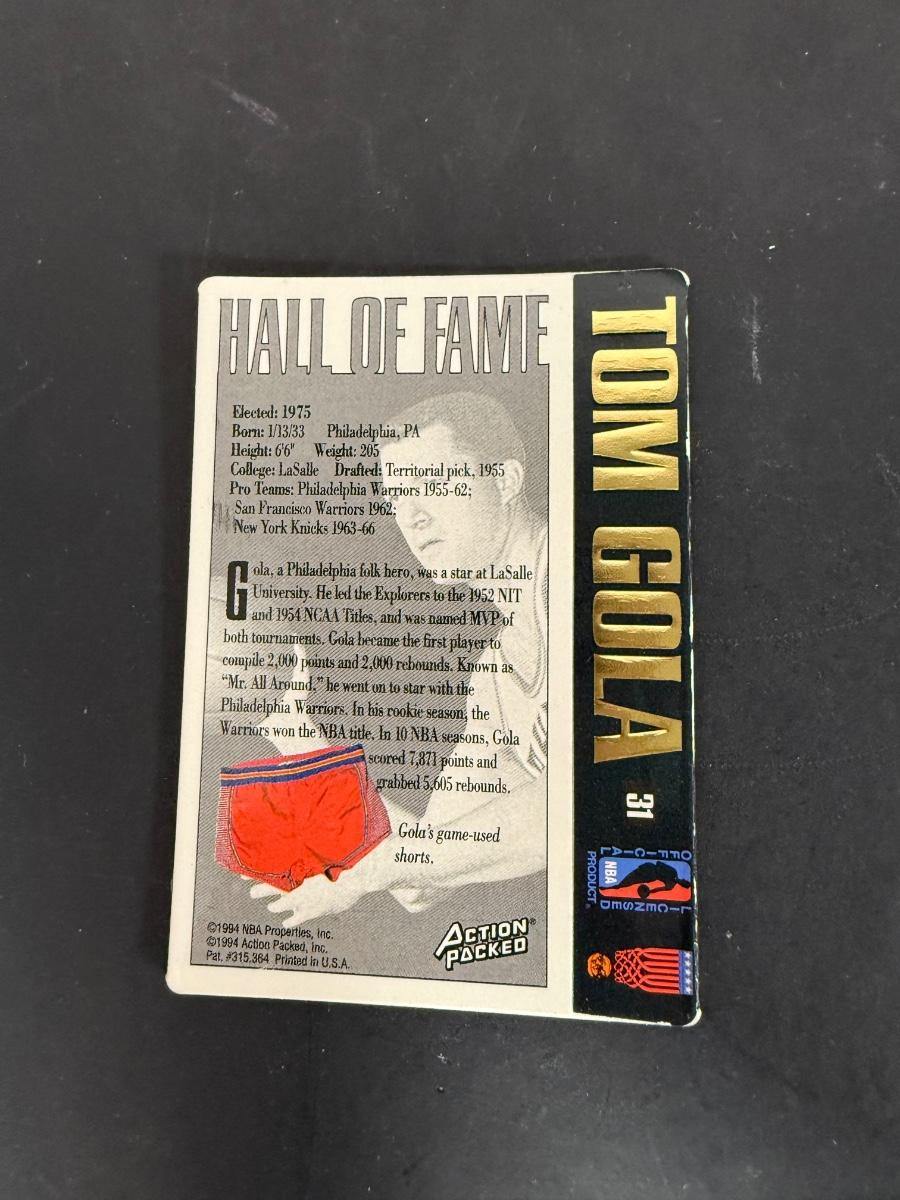 HALL OF FAME
Elected: 1975
Born: 1/13/33 Philadelphia, PA
Height: 6'6" Weight: 205
College: LaSalle Drafted: Territorial pick, 1955
Pro Teams: Philadelphia Warriors 1955-62;
San Francisco Warriors 1962;
New York Knicks 1963-66
Gola, a Philadelphia folk hero, was a star at LaSalle
University. He led the Explorers to the 1952 NIT
and 1954 NCAA Titles, and was named MVP of
both tournaments. Gola became the first player to
compile 2,000 points and 2,000 rebounds. Known as
"Mr. All Around," he went on to star with the
Philadelphia Warriors. In his rookie season, the
Warriors won the NBA title. In 10 NBA seasons, Gola
scored 7,871 points and
grabbed 5,605 rebounds.
Gola's game-used
shorts.
©1994 NBA Properties, Inc.
©1994 Action Packed, Inc.
Pat. #315,364 Printed in U.S.A.
ACTION
PACKED®
TOM GOLA 31
OFFICIAL
LICENSED
NBA
PRODUCT®